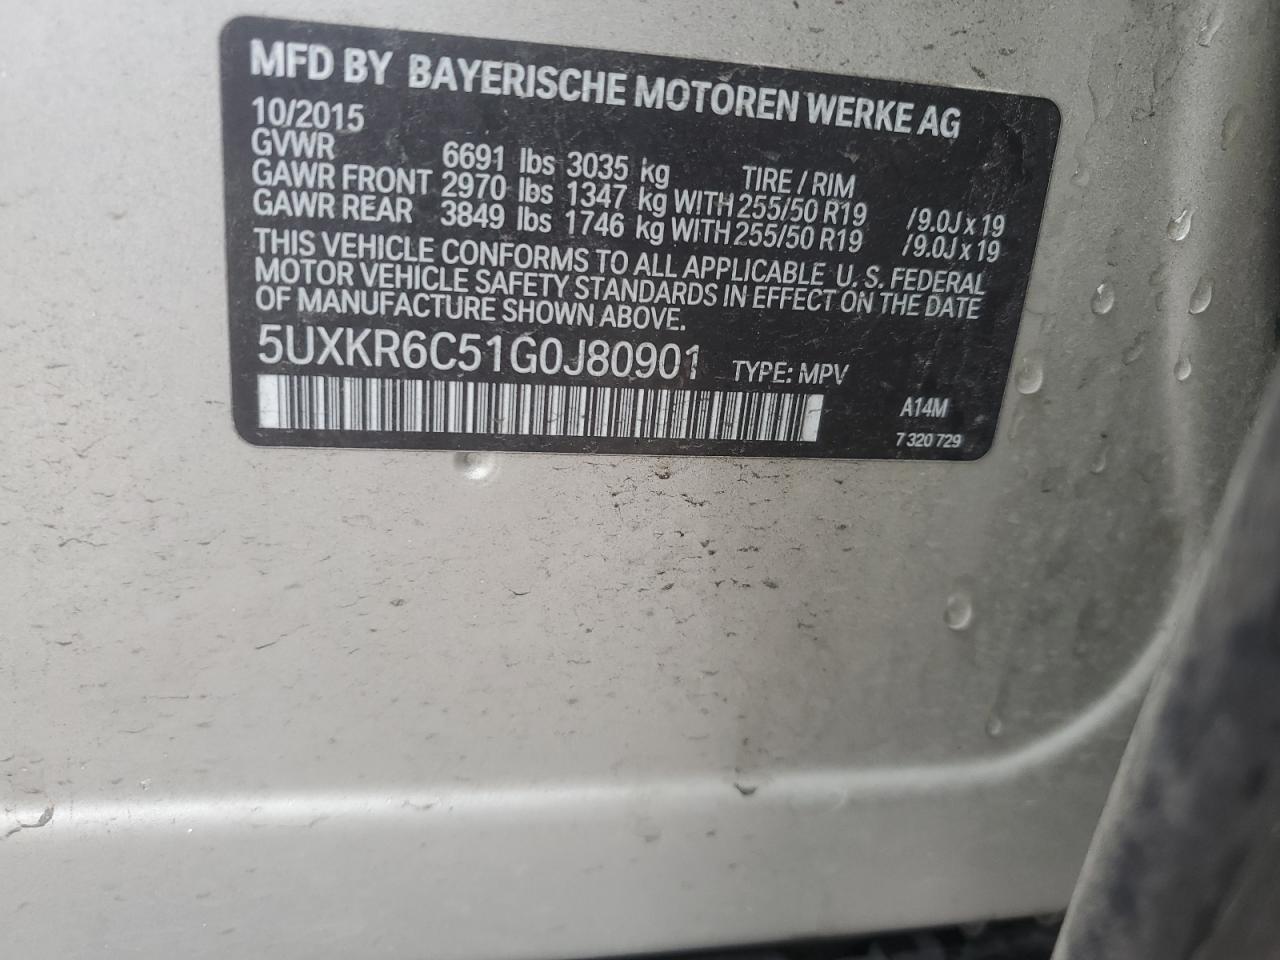 MFD BY BAYERISCHE MOTOREN WERKE AG
10/2015
GVWR 6691 lbs 3035 kg TIRE / RIM
GAWR FRONT 2970 lbs 1347 kg WITH 255/50 R19 /9.0J x 19
GAWR REAR 3849 lbs 1746 kg WITH 255/50 R19 /9.0J x 19
THIS VEHICLE CONFORMS TO ALL APPLICABLE U. S. FEDERAL
MOTOR VEHICLE SAFETY STANDARDS IN EFFECT ON THE DATE
OF MANUFACTURE SHOWN ABOVE.
5UXKR6C51G0J80901 TYPE: MPV
A14M
7 320 729